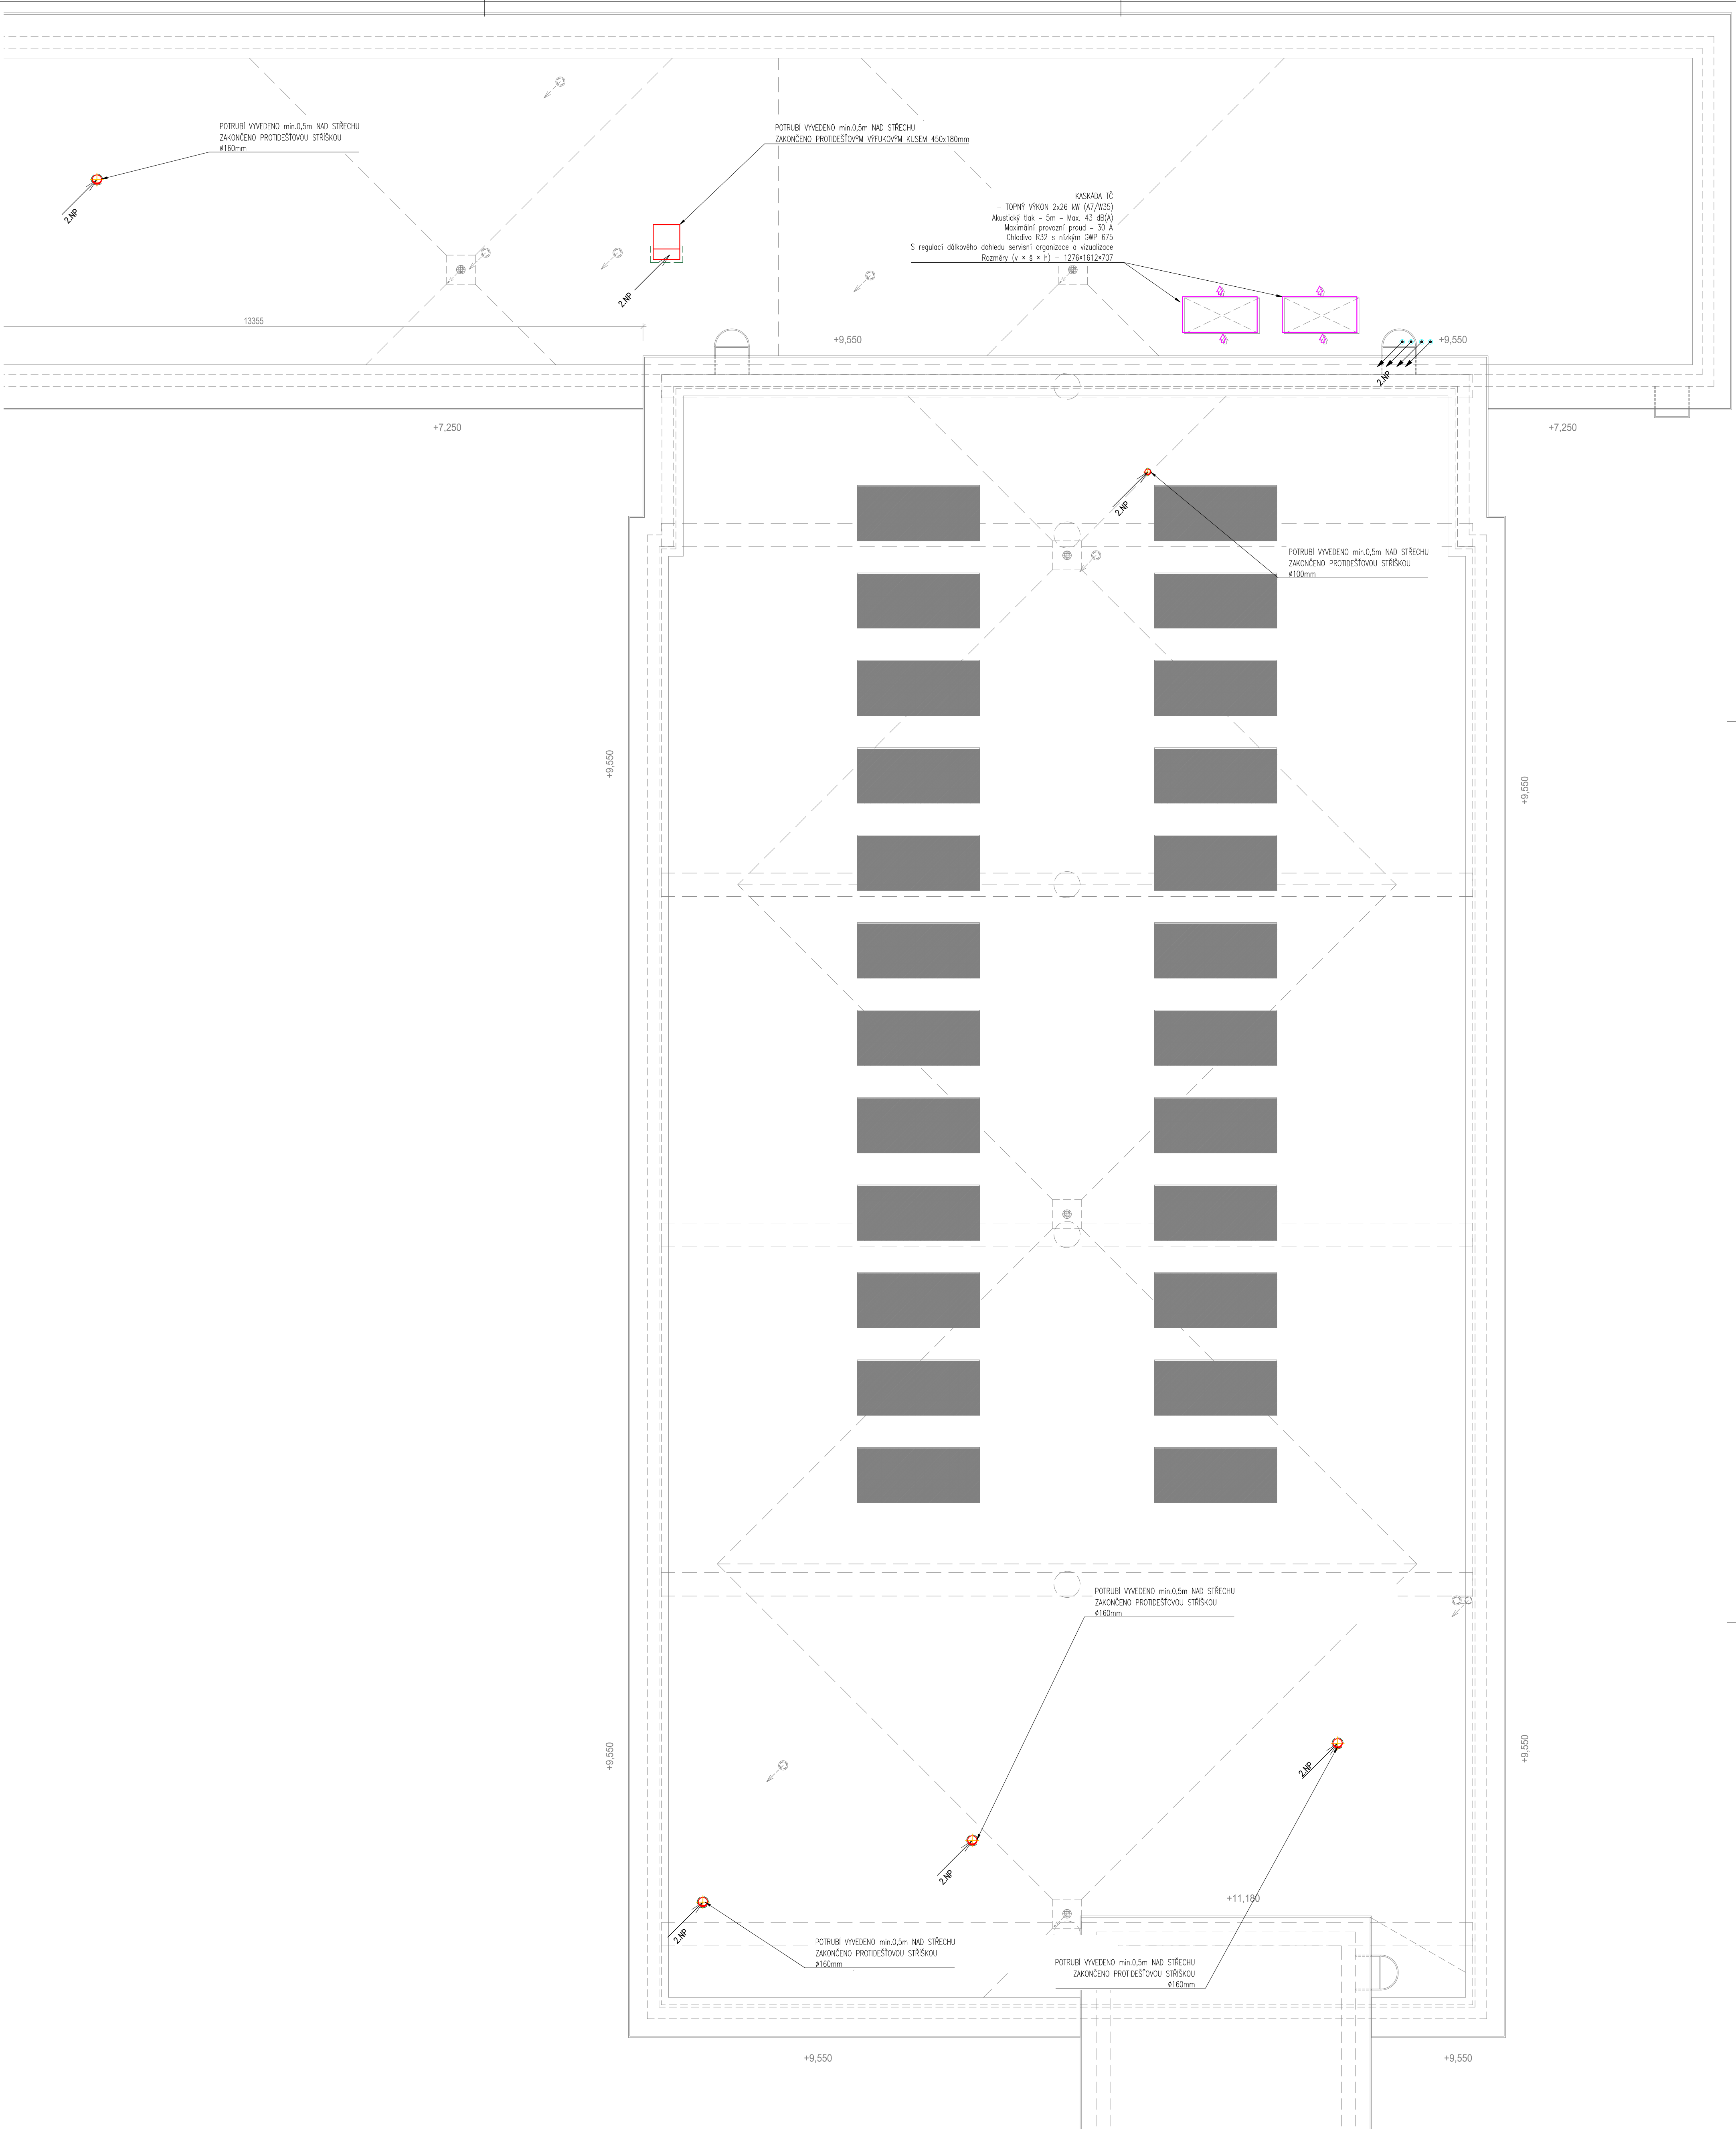 POTRUBÍ VYVEDENO min.0,5m NAD STŘECHU
ZAKONČENO PROTIDEŠŤOVOU STŘÍŠKOU
ø160mm
2.NP
POTRUBÍ VYVEDENO min.0,5m NAD STŘECHU
ZAKONČENO PROTIDEŠŤOVÝM VÝFUKOVÝM KUSEM 450x180mm
2.NP
KASKÁDA TČ
- TOPNÝ VÝKON 2x26 kW (A7/W35)
Akustický tlak - 5m - Max. 43 dB(A)
Maximální provozní proud - 30 A
Chladivo R32 s nízkým GWP 675
S regulací dálkového dohledu servisní organizace a vizualizace
Rozměry (v × š × h) - 1276×1612×707
13355
+9,550
+9,550
2.NP
+7,250
+7,250
2.NP
POTRUBÍ VYVEDENO min.0,5m NAD STŘECHU
ZAKONČENO PROTIDEŠŤOVOU STŘÍŠKOU
ø100mm
+9,550
+9,550
POTRUBÍ VYVEDENO min.0,5m NAD STŘECHU
ZAKONČENO PROTIDEŠŤOVOU STŘÍŠKOU
ø160mm
+9,550
+9,550
2.NP
2.NP
+11,180
2.NP
POTRUBÍ VYVEDENO min.0,5m NAD STŘECHU
ZAKONČENO PROTIDEŠŤOVOU STŘÍŠKOU
ø160mm
POTRUBÍ VYVEDENO min.0,5m NAD STŘECHU
ZAKONČENO PROTIDEŠŤOVOU STŘÍŠKOU
ø160mm
+9,550
+9,550